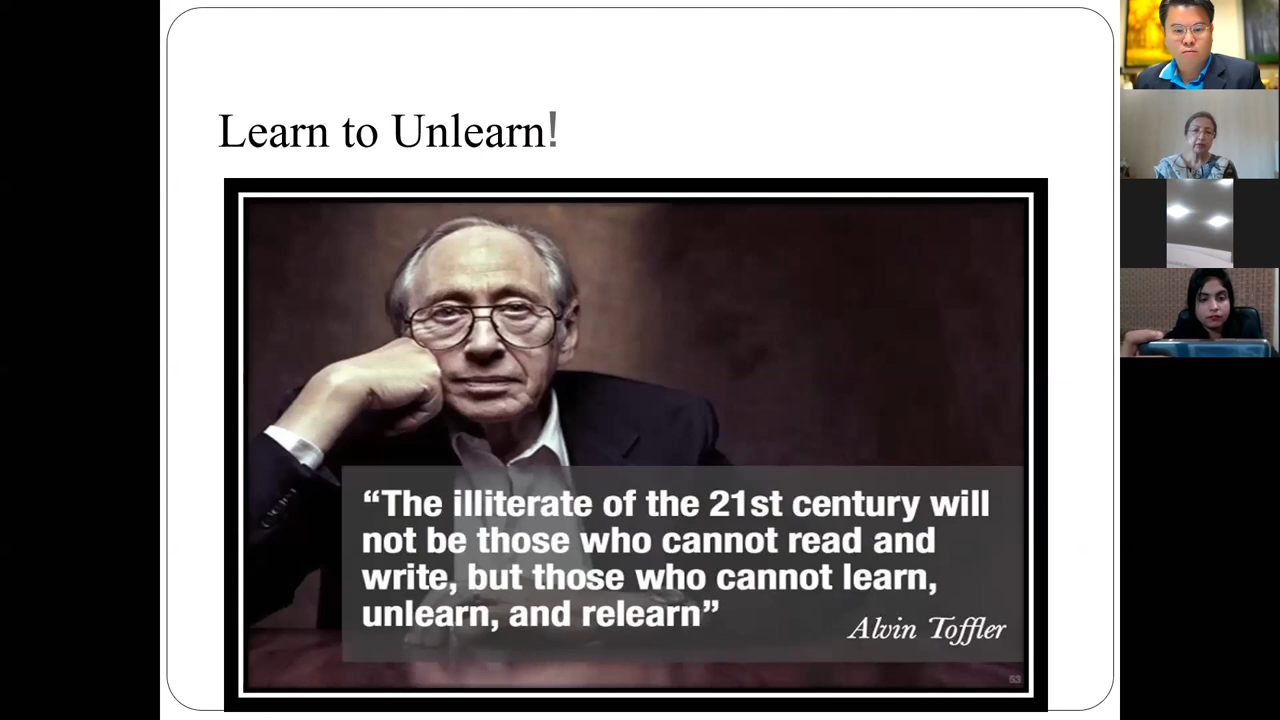 Learn to Unlearn!
“The illiterate of the 21st century will
not be those who cannot read and
write, but those who cannot learn,
unlearn, and relearn”
Alvin Toffler
53